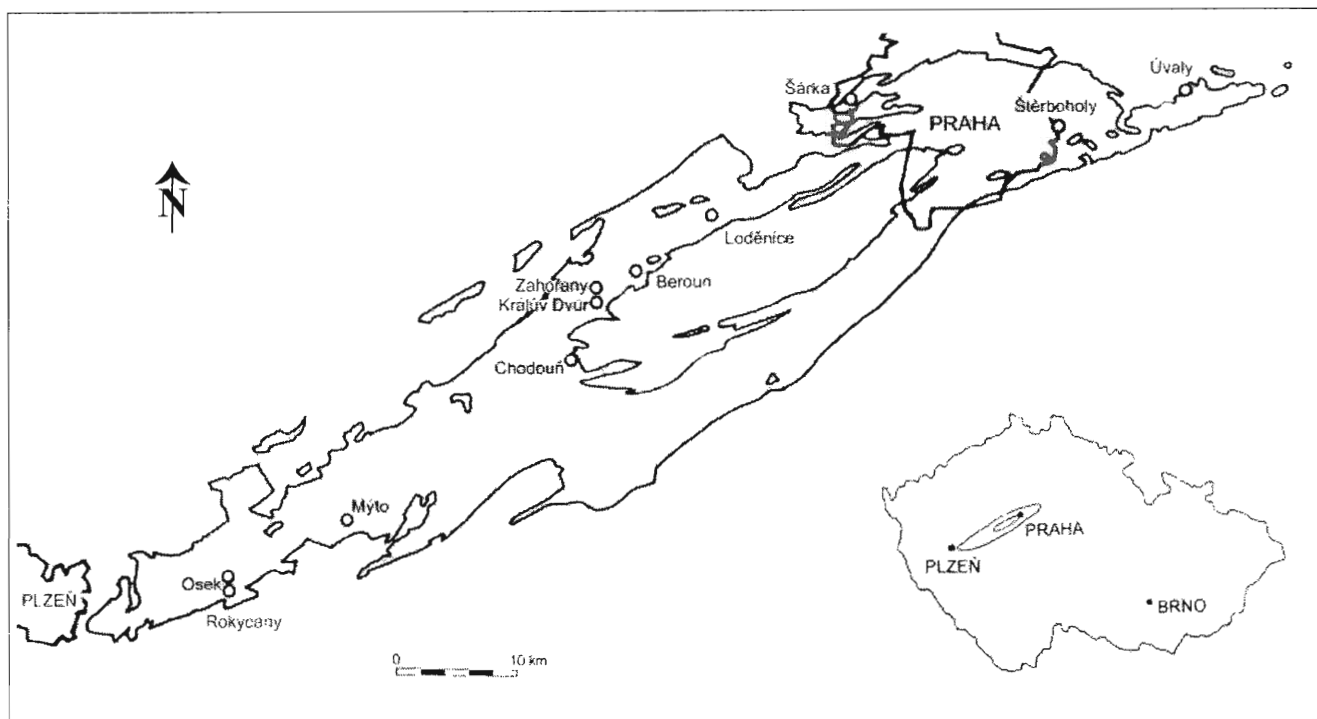 Šárka
Úvaly
Štěrboholy
PRAHA
N
Loděnice
Beroun
Zahořany
Králův Dvůr
Chodouň
Mýto
Osek
PLZEŇ
Rokycany
0 10 km
PRAHA
PLZEŇ
BRNO